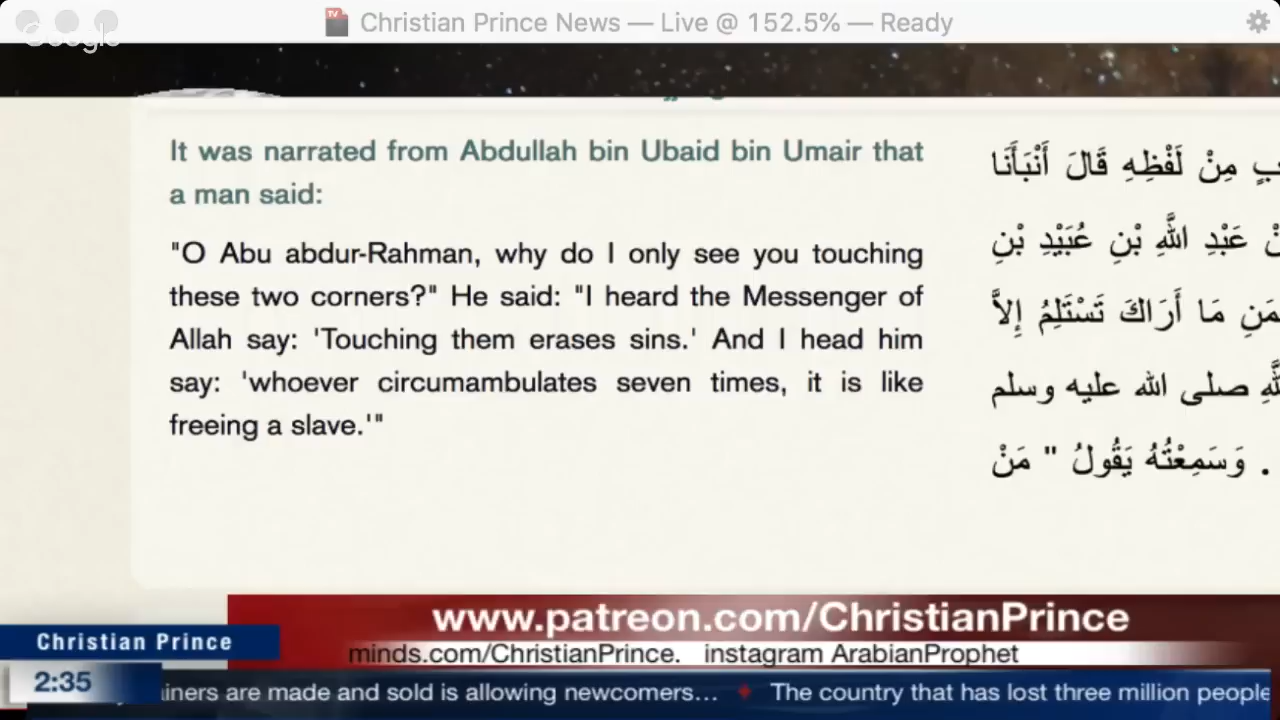 Christian Prince News — Live @ 152.5% — Ready
Google
It was narrated from Abdullah bin Ubaid bin Umair that
a man said:
"O Abu abdur-Rahman, why do I only see you touching
these two corners?" He said: "I heard the Messenger of
Allah say: 'Touching them erases sins.' And I head him
say: 'whoever circumambulates seven times, it is like
freeing a slave.'"
مِنْ لَفْظِهِ قَالَ أَنْبَأَنَا
عَبْدِ اللَّهِ بْنِ عُبَيْدِ بْنِ
مَا أَرَاكَ تَسْتَلِمُ إِلاَّ
صلى الله عليه وسلم
. وَسَمِعْتُهُ يَقُولُ " مَنْ
www.patreon.com/ChristianPrince
minds.com/ChristianPrince. instagram ArabianProphet
Christian Prince
2:35
are made and sold is allowing newcomers... ♦ The country that has lost three million people